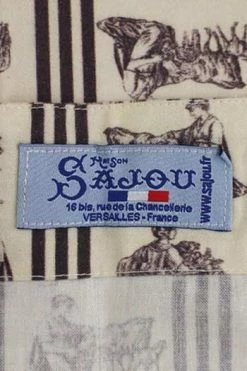 Maison
SAJOU
16 bis, rue de la Chancellerie
VERSAILLES - France
www.sajou.fr